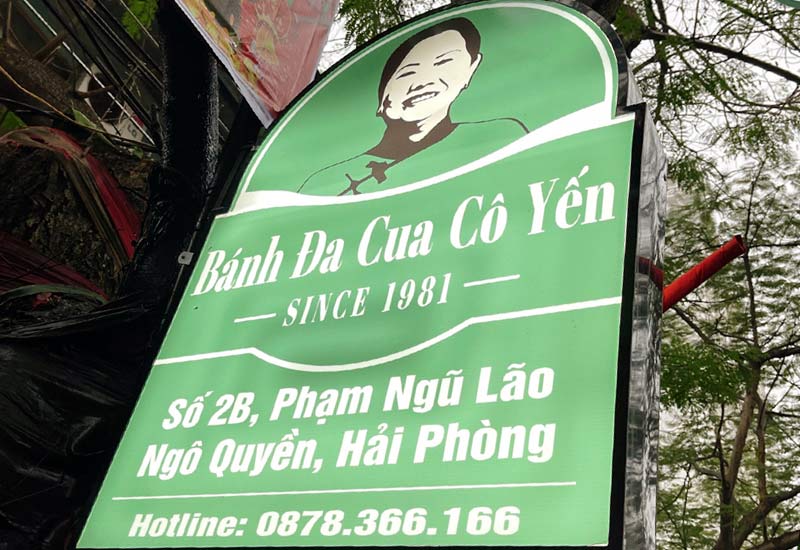 Bánh Đa Cua Cô Yến
SINCE 1981
Số 2B, Phạm Ngũ Lão
Ngô Quyền, Hải Phòng
Hotline: 0878.366.166